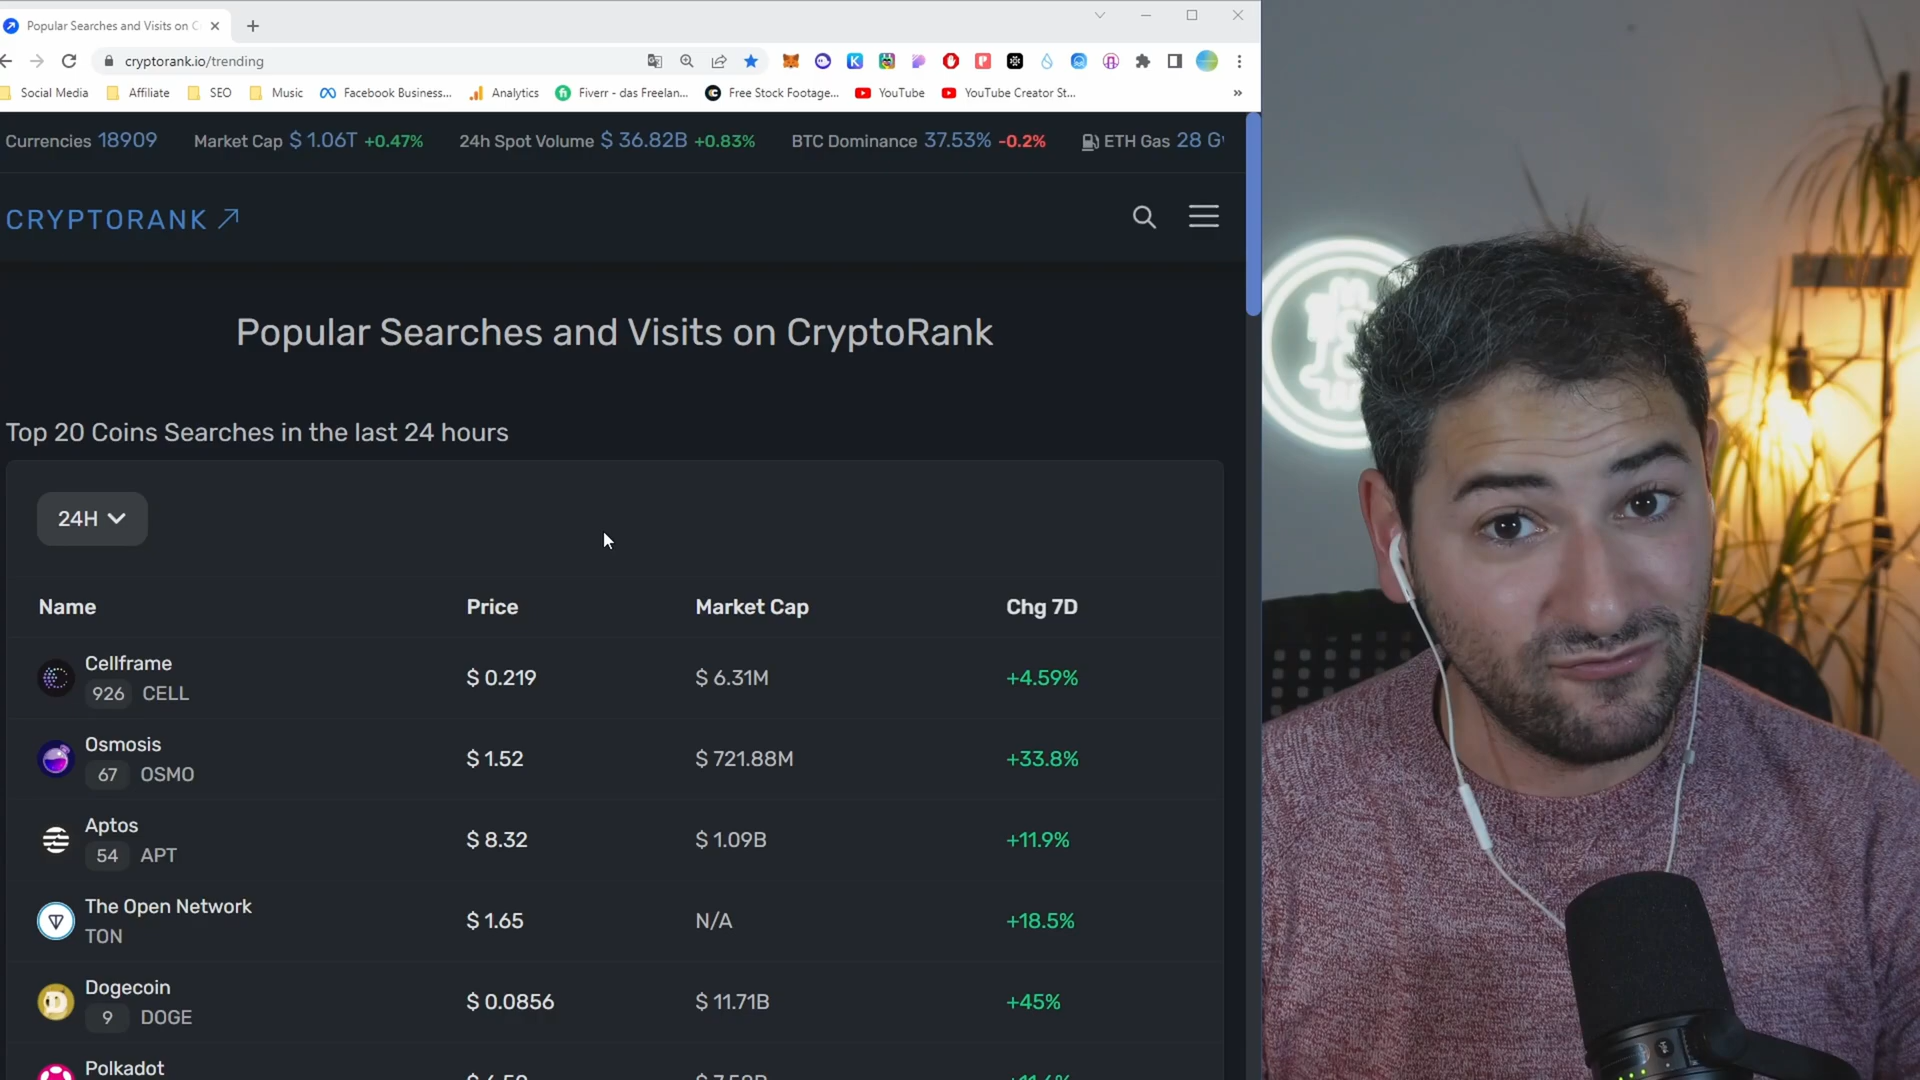 Popular Searches and Visits on C
cryptorank.io/trending
Social Media Affiliate SEO Music Facebook Business... Analytics Fiverr - das Freelan... Free Stock Footage... YouTube YouTube Creator St...
Currencies 18909 Market Cap $ 1.06T +0.47% 24h Spot Volume $ 36.82B +0.83% BTC Dominance 37.53% -0.2% ETH Gas 28 G
CRYPTORANK
Popular Searches and Visits on CryptoRank
Top 20 Coins Searches in the last 24 hours
24H
Name Price Market Cap Chg 7D
Cellframe
926 CELL $ 0.219 $ 6.31M +4.59%
Osmosis
67 OSMO $ 1.52 $ 721.88M +33.8%
Aptos
54 APT $ 8.32 $ 1.09B +11.9%
The Open Network
TON $ 1.65 N/A +18.5%
Dogecoin
9 DOGE $ 0.0856 $ 11.71B +45%
Polkadot